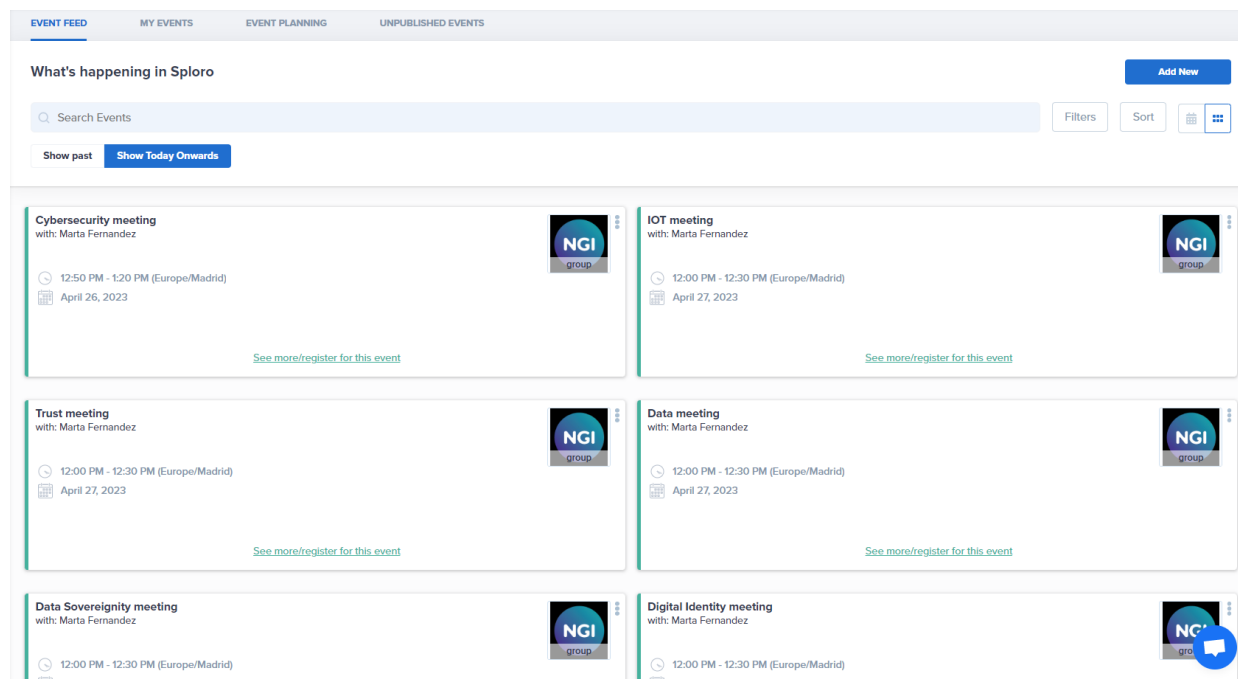 EVENT FEED MY EVENTS EVENT PLANNING UNPUBLISHED EVENTS
What's happening in Sploro
Add New
Search Events
Filters
Sort
Show past
Show Today Onwards
Cybersecurity meeting
with: Marta Fernandez
NGI
group
12:50 PM - 1:20 PM (Europe/Madrid)
April 26, 2023
See more/register for this event
IOT meeting
with: Marta Fernandez
NGI
group
12:00 PM - 12:30 PM (Europe/Madrid)
April 27, 2023
See more/register for this event
Trust meeting
with: Marta Fernandez
NGI
group
12:00 PM - 12:30 PM (Europe/Madrid)
April 27, 2023
See more/register for this event
Data meeting
with: Marta Fernandez
NGI
group
12:00 PM - 12:30 PM (Europe/Madrid)
April 27, 2023
See more/register for this event
Data Sovereignity meeting
with: Marta Fernandez
NGI
group
12:00 PM - 12:30 PM (Europe/Madrid)
Digital Identity meeting
with: Marta Fernandez
12:00 PM - 12:30 PM (Europe/Madrid)